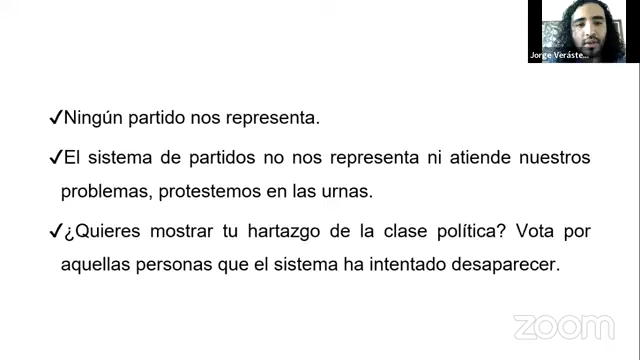 Jorge Veráste...
✓Ningún partido nos representa.
✓El sistema de partidos no nos representa ni atiende nuestros
problemas, protestemos en las urnas.
✓¿Quieres mostrar tu hartazgo de la clase política? Vota por
aquellas personas que el sistema ha intentado desaparecer.
zoom